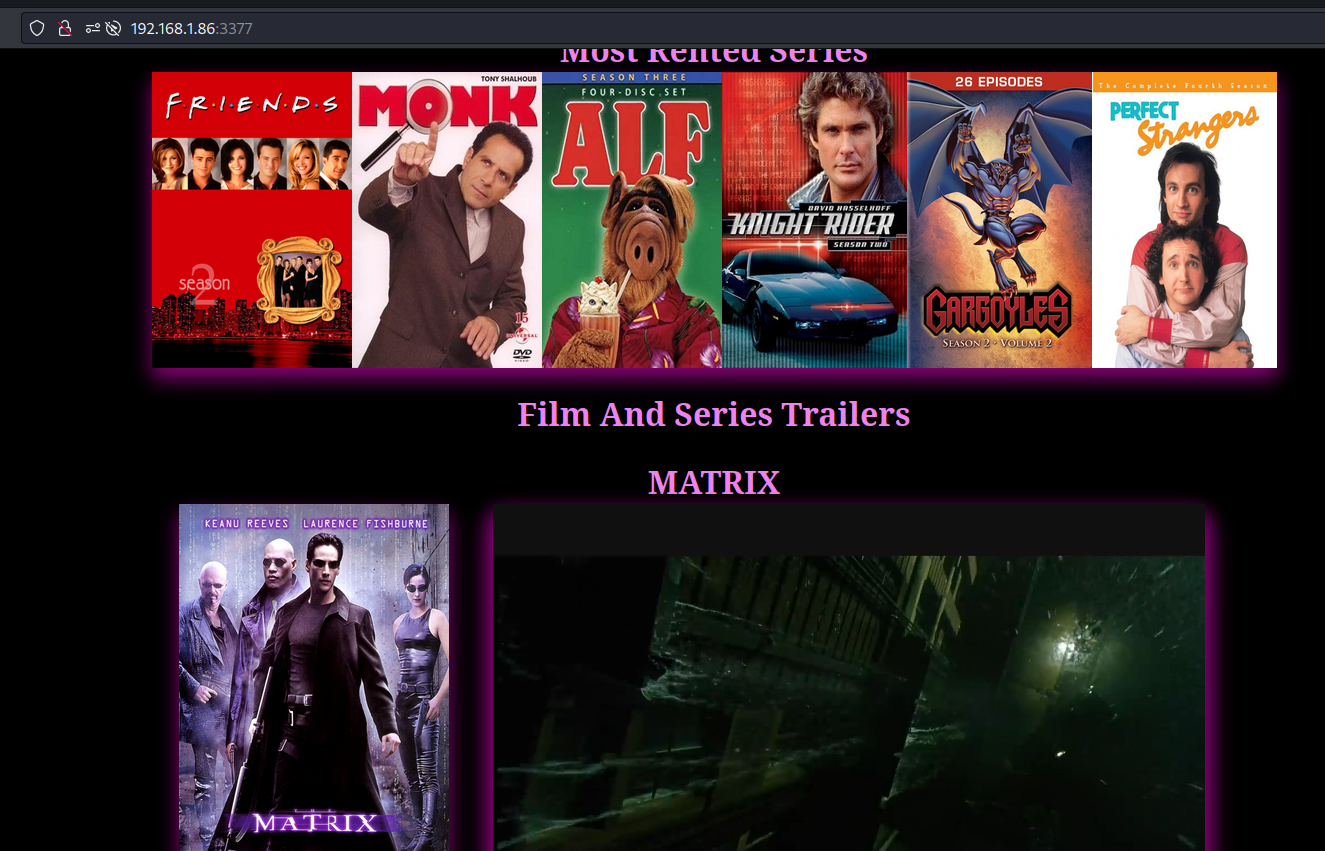 192.168.1.86:3377
Most Rented Series
F·R·I·E·N·D·S
season
2
TONY SHALHOUB
MONK
15
UNIVERSAL
DVD
VIDEO
SEASON THREE
FOUR-DISC SET
ALF
DAVID HASSELHOFF
KNIGHT RIDER
SEASON TWO
26 EPISODES
GARGOYLES
SEASON 2 · VOLUME 2
The Complete Fourth Season
PERFECT
Strangers
Film And Series Trailers
MATRIX
KEANU REEVES LAURENCE FISHBURNE
THE
MATRIX